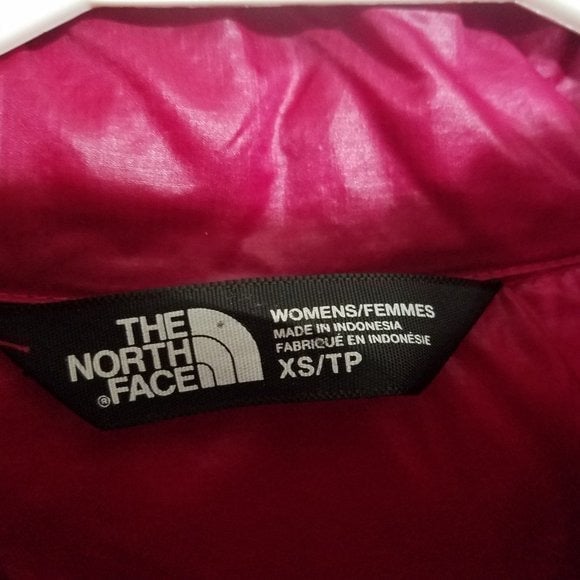 THE
NORTH
FACE
®
WOMENS/FEMMES
MADE IN INDONESIA
FABRIQUÉ EN INDONÉSIE
XS/TP